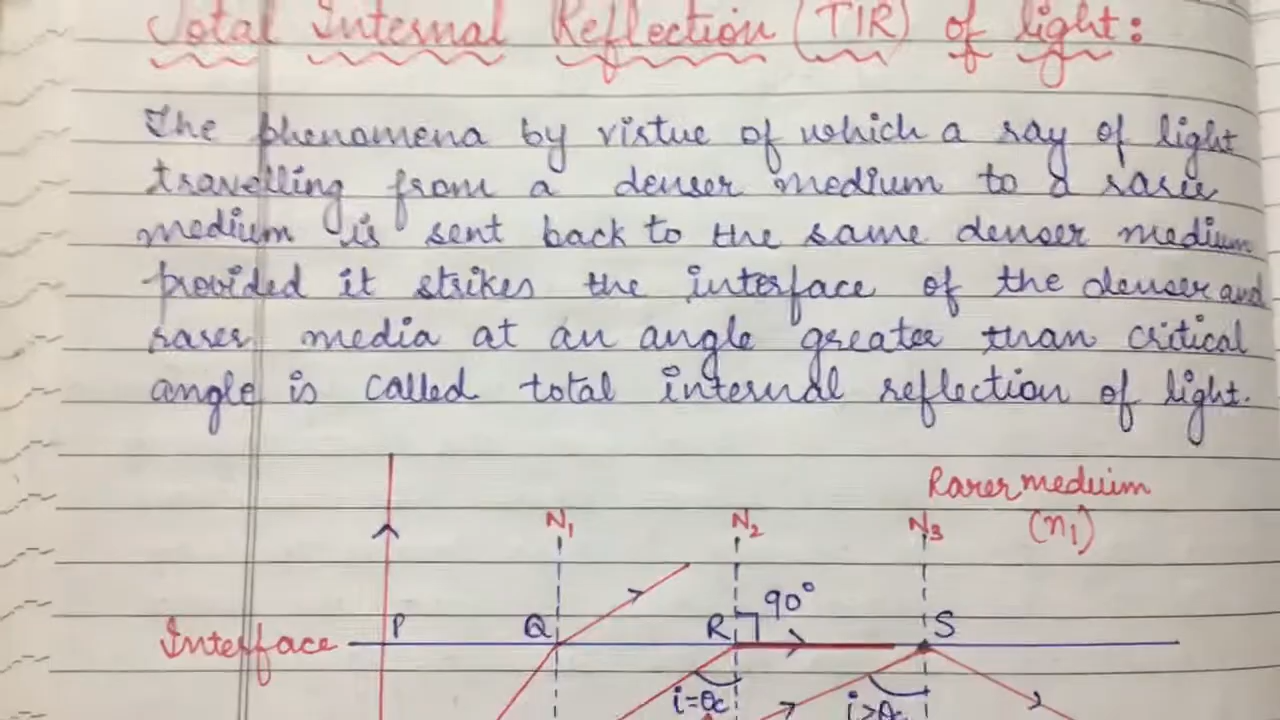 Total Internal Reflection (TIR) of light:
The phenomena by virtue of which a ray of light
travelling from a denser medium to a rarer
medium is sent back to the same denser medium
provided it strikes the interface of the denser and
rarer media at an angle greater than critical
angle is called total internal reflection of light.
Rarer meduim
(n₁)
N₁ N₂ N₃
90°
Interface P Q R S
i=θc i>θc